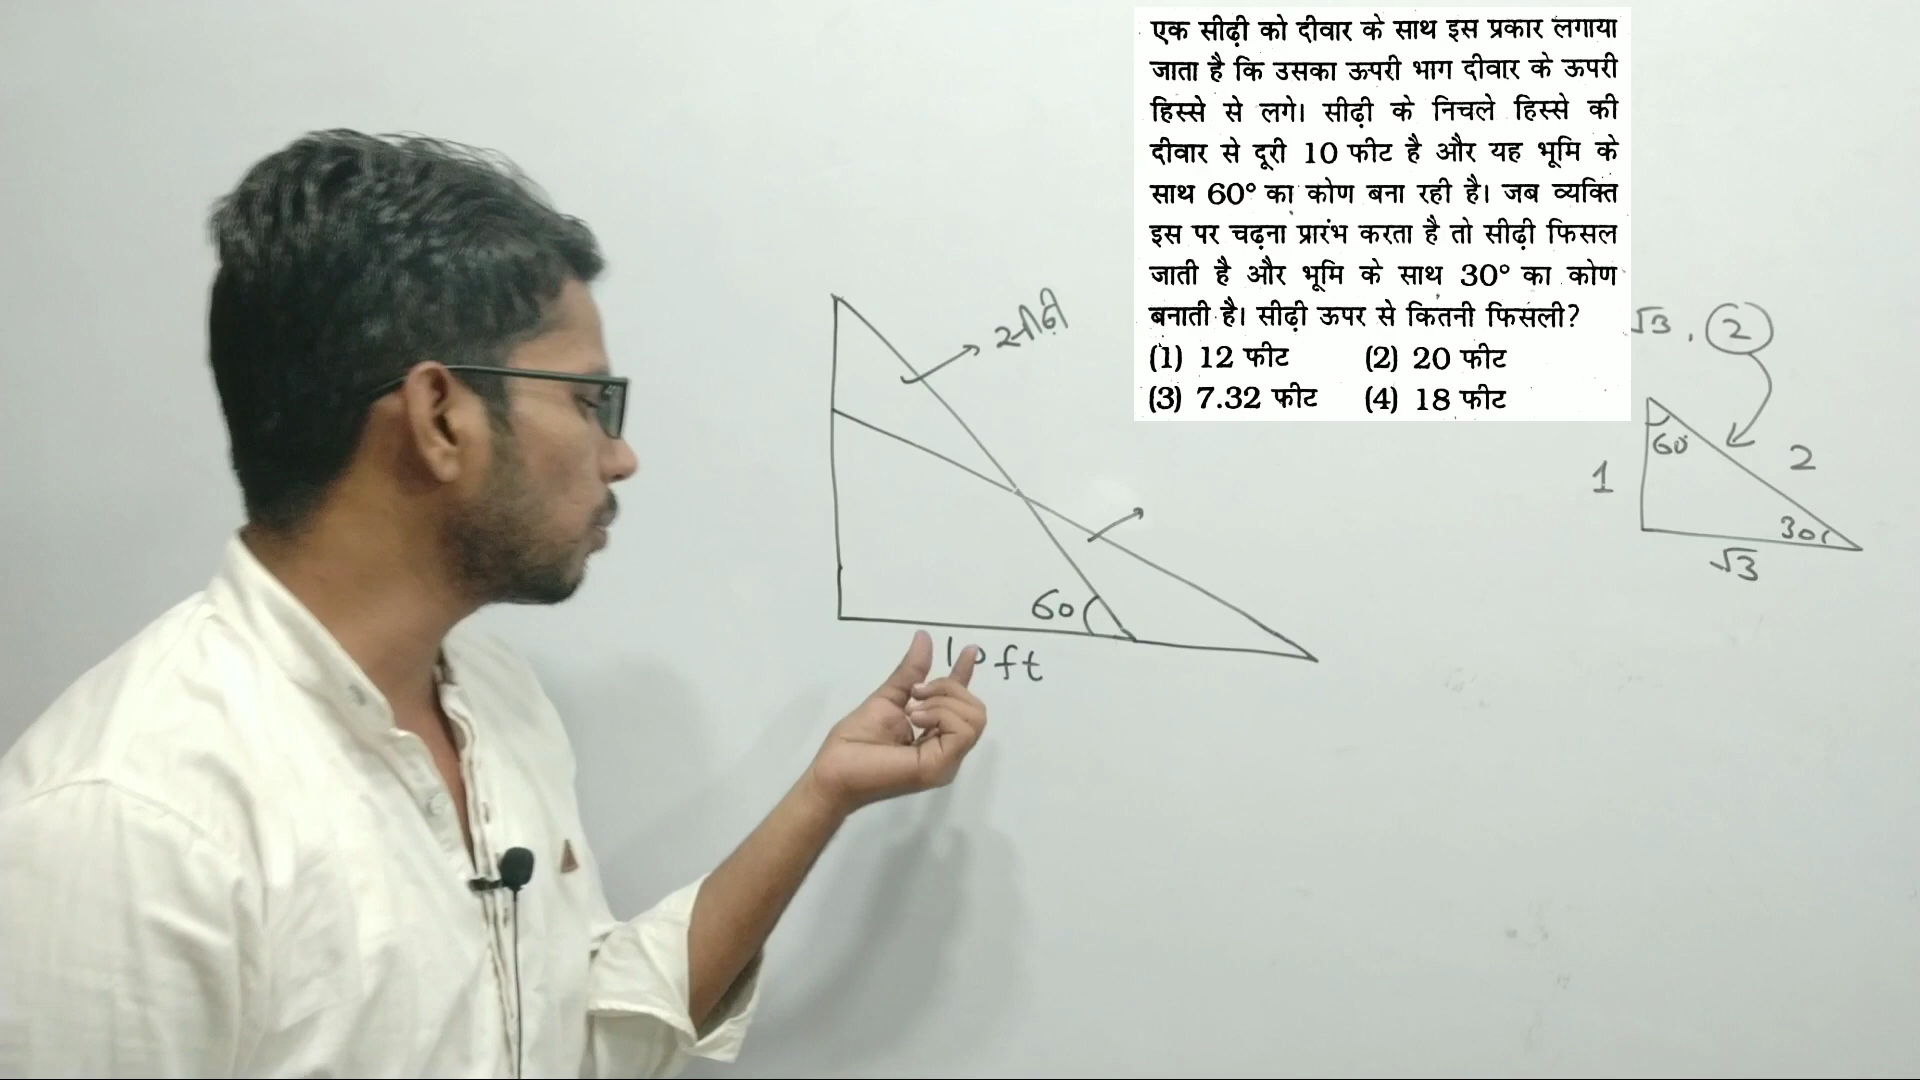 एक सीढ़ी को दीवार के साथ इस प्रकार लगाया
जाता है कि उसका ऊपरी भाग दीवार के ऊपरी
हिस्से से लगे। सीढ़ी के निचले हिस्से की
दीवार से दूरी 10 फीट है और यह भूमि के
साथ 60° का कोण बना रही है। जब व्यक्ति
इस पर चढ़ना प्रारंभ करता है तो सीढ़ी फिसल
जाती है और भूमि के साथ 30° का कोण
बनाती है। सीढ़ी ऊपर से कितनी फिसली?
(1) 12 फीट (2) 20 फीट
(3) 7.32 फीट (4) 18 फीट
सीढ़ी
60
10 ft
√3, 2
60°
1
2
30
√3